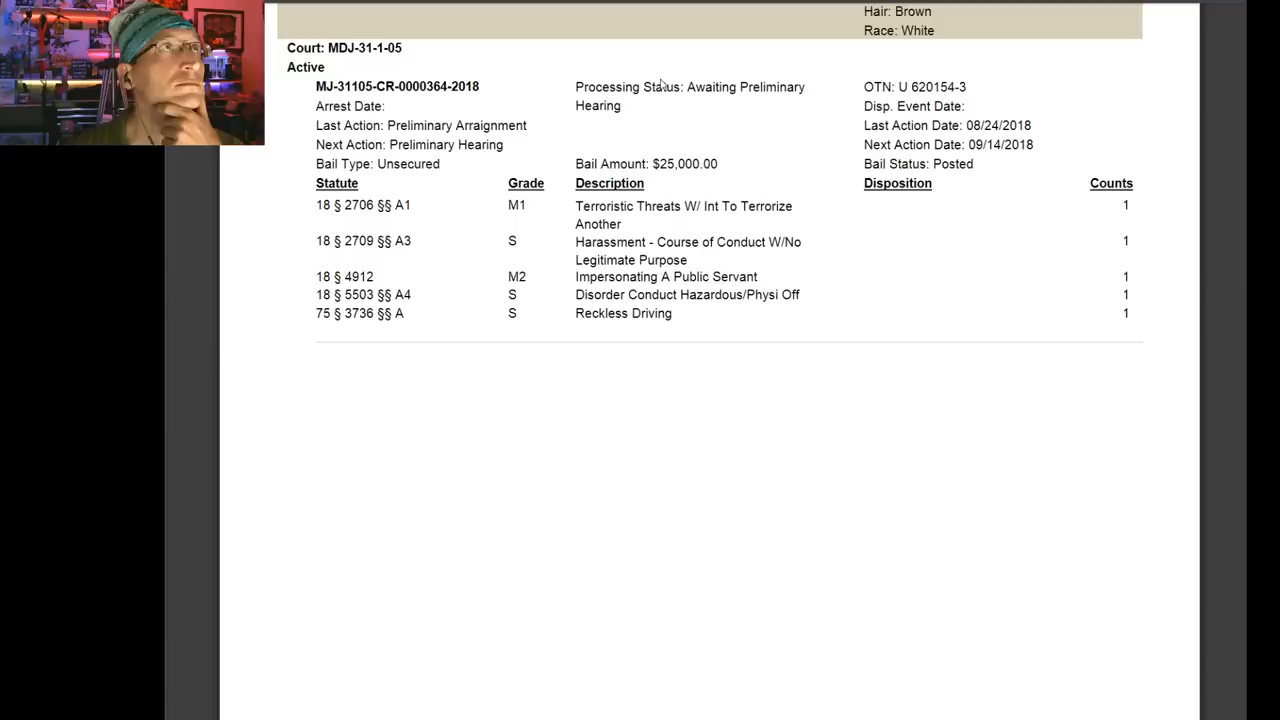 Hair: Brown
Race: White
Court: MDJ-31-1-05
Active
MJ-31105-CR-0000364-2018 Processing Status: Awaiting Preliminary OTN: U 620154-3
Arrest Date: Hearing Disp. Event Date:
Last Action: Preliminary Arraignment Last Action Date: 08/24/2018
Next Action: Preliminary Hearing Next Action Date: 09/14/2018
Bail Type: Unsecured Bail Amount: $25,000.00 Bail Status: Posted
Statute Grade Description Disposition Counts
18 § 2706 §§ A1 M1 Terroristic Threats W/ Int To Terrorize 1
Another
18 § 2709 §§ A3 S Harassment - Course of Conduct W/No 1
Legitimate Purpose
18 § 4912 M2 Impersonating A Public Servant 1
18 § 5503 §§ A4 S Disorder Conduct Hazardous/Physi Off 1
75 § 3736 §§ A S Reckless Driving 1